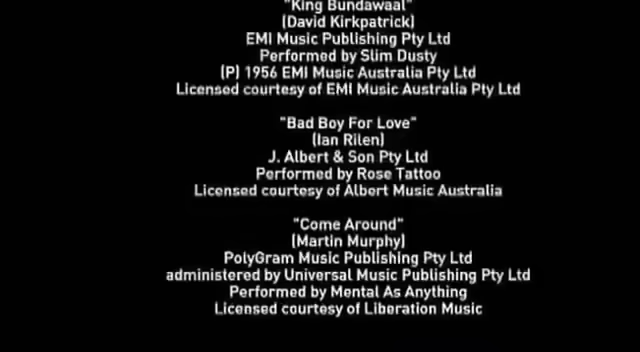 "King Bundawaal"
(David Kirkpatrick)
EMI Music Publishing Pty Ltd
Performed by Slim Dusty
(P) 1956 EMI Music Australia Pty Ltd
Licensed courtesy of EMI Music Australia Pty Ltd
"Bad Boy For Love"
(Ian Rilen)
J. Albert & Son Pty Ltd
Performed by Rose Tattoo
Licensed courtesy of Albert Music Australia
"Come Around"
(Martin Murphy)
PolyGram Music Publishing Pty Ltd
administered by Universal Music Publishing Pty Ltd
Performed by Mental As Anything
Licensed courtesy of Liberation Music